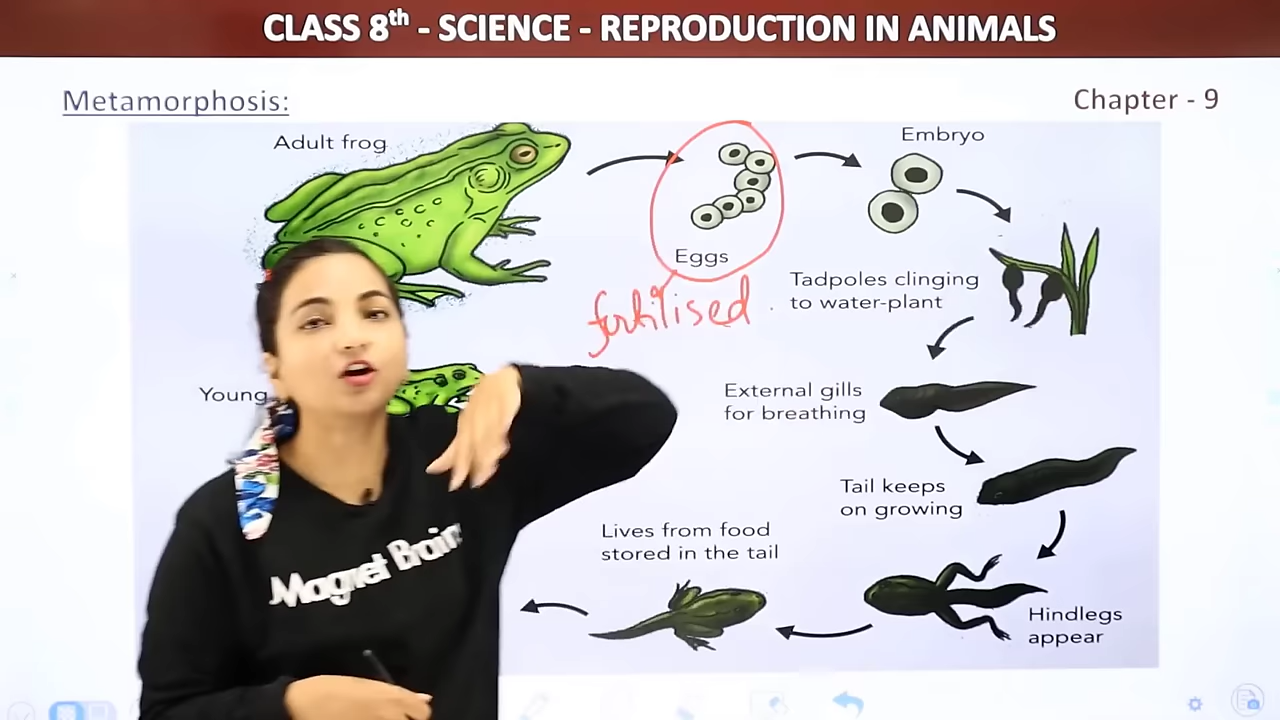 CLASS 8th - SCIENCE - REPRODUCTION IN ANIMALS
Metamorphosis:
Chapter - 9
Adult frog
Embryo
Eggs
fertilised
Tadpoles clinging
to water-plant
Young
External gills
for breathing
Tail keeps
on growing
Lives from food
stored in the tail
Hindlegs
appear
Magnet Brains